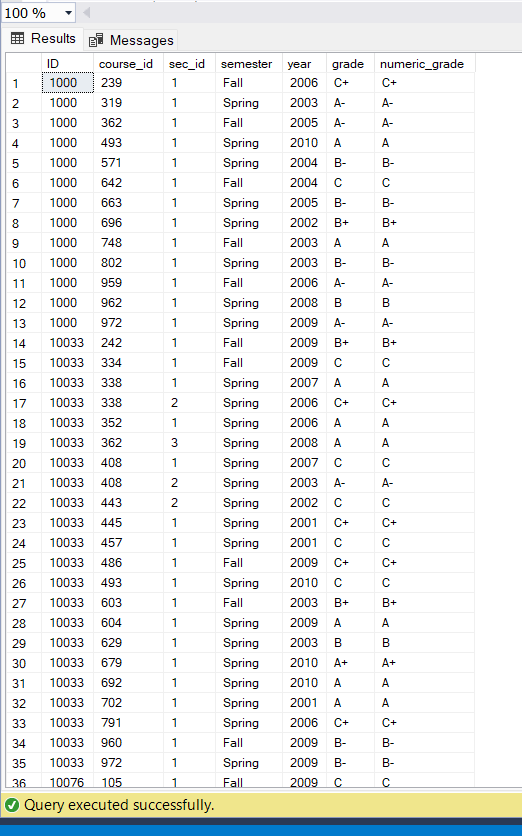 100 %
Results Messages
ID course_id sec_id semester year grade numeric_grade
1 1000 239 1 Fall 2006 C+ C+
2 1000 319 1 Spring 2003 A- A-
3 1000 362 1 Fall 2005 A- A-
4 1000 493 1 Spring 2010 A A
5 1000 571 1 Spring 2004 B- B-
6 1000 642 1 Fall 2004 C C
7 1000 663 1 Spring 2005 B- B-
8 1000 696 1 Spring 2002 B+ B+
9 1000 748 1 Fall 2003 A A
10 1000 802 1 Spring 2003 B- B-
11 1000 959 1 Fall 2006 A- A-
12 1000 962 1 Spring 2008 B B
13 1000 972 1 Spring 2009 A- A-
14 10033 242 1 Fall 2009 B+ B+
15 10033 334 1 Fall 2009 C C
16 10033 338 1 Spring 2007 A A
17 10033 338 2 Spring 2006 C+ C+
18 10033 352 1 Spring 2006 A A
19 10033 362 3 Spring 2008 A A
20 10033 408 1 Spring 2007 C C
21 10033 408 2 Spring 2003 A- A-
22 10033 443 2 Spring 2002 C C
23 10033 445 1 Spring 2001 C+ C+
24 10033 457 1 Spring 2001 C C
25 10033 486 1 Fall 2009 C+ C+
26 10033 493 1 Spring 2010 C C
27 10033 603 1 Fall 2003 B+ B+
28 10033 604 1 Spring 2009 A A
29 10033 629 1 Spring 2003 B B
30 10033 679 1 Spring 2010 A+ A+
31 10033 692 1 Spring 2010 A A
32 10033 702 1 Spring 2001 A A
33 10033 791 1 Spring 2006 C+ C+
34 10033 960 1 Fall 2009 B- B-
35 10033 972 1 Spring 2009 B- B-
36 10076 105 1 Fall 2009 C C
Query executed successfully.